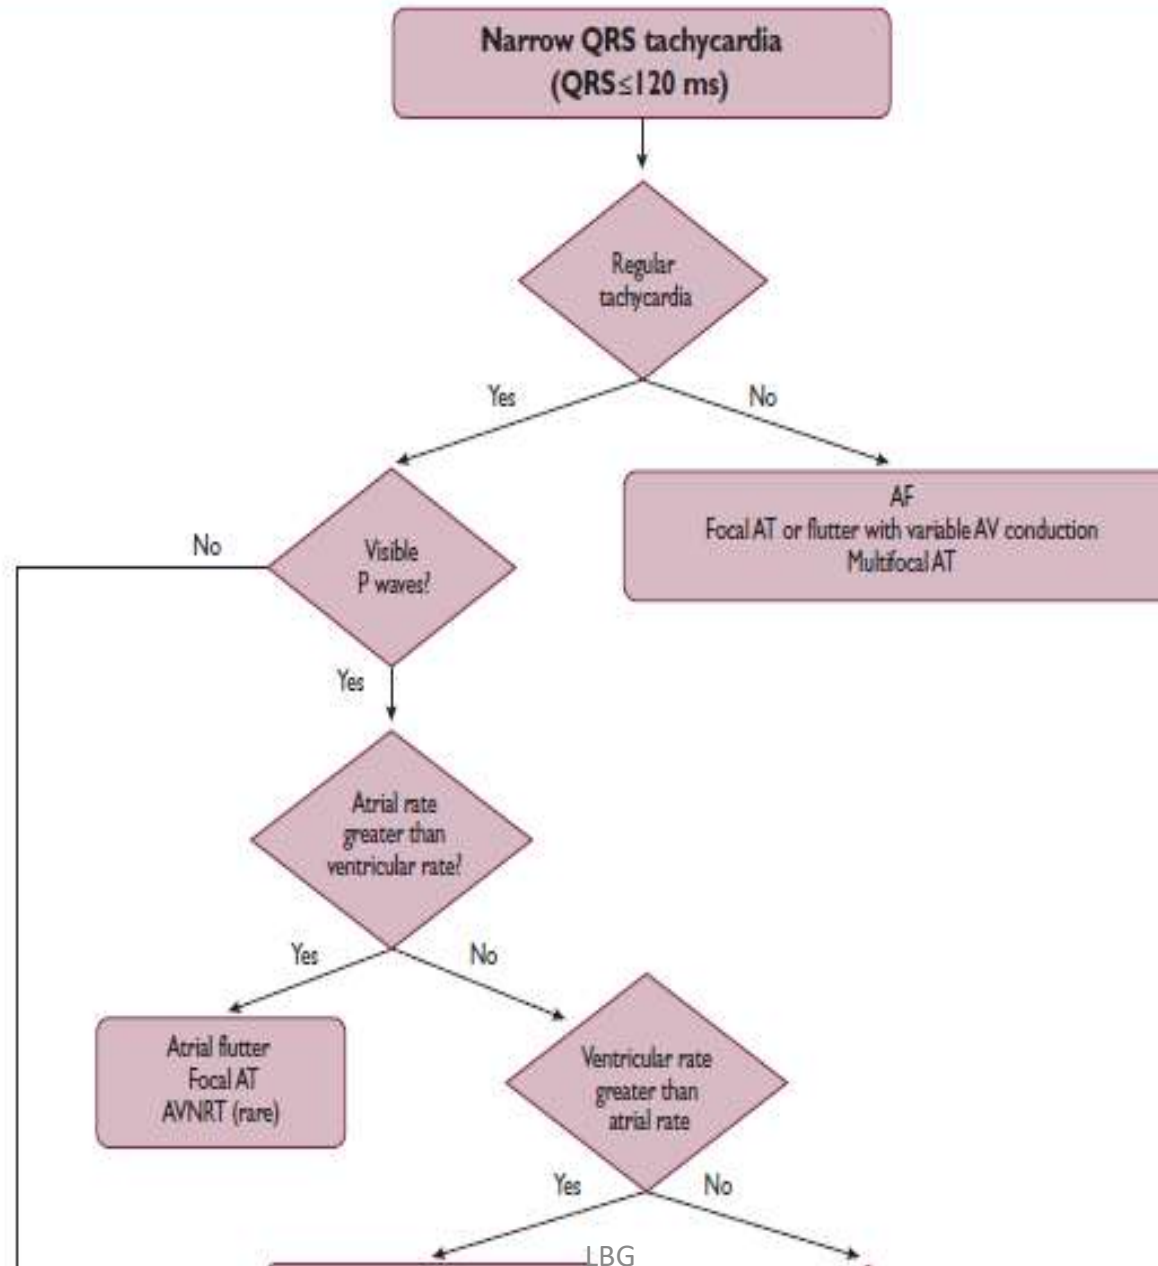 Narrow QRS tachycardia
(QRS≤120 ms)
Regular
tachycardia
Yes
No
AF
Focal AT or flutter with variable AV conduction
Multifocal AT
No
Visible
P waves?
Yes
Atrial rate
greater than
ventricular rate?
Yes
No
Atrial flutter
Focal AT
AVNRT (rare)
Ventricular rate
greater than
atrial rate
Yes
No
LBG